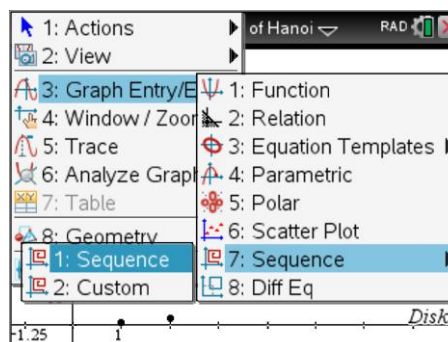 1: Actions
of Hanoi
RAD
2: View
3: Graph Entry/E
1: Function
4: Window / Zoor
2: Relation
5: Trace
3: Equation Templates
6: Analyze Grap
4: Parametric
7: Table
5: Polar
8: Geometry
6: Scatter Plot
1: Sequence
7: Sequence
2: Custom
8: Diff Eq
Disk
-1.25
1